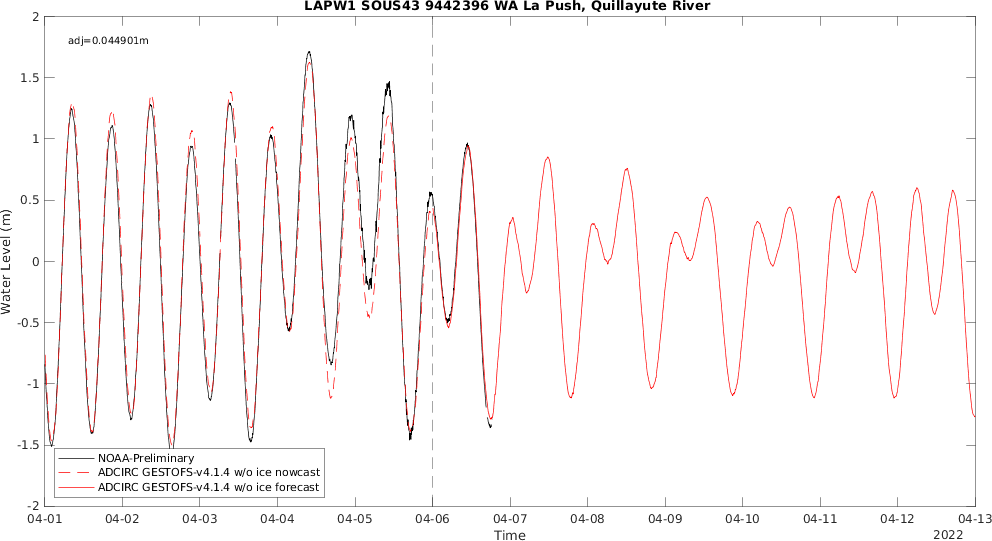 LAPW1 SOUS43 9442396 WA La Push, Quillayute River
adj=0.044901m
2
1.5
1
0.5
0
-0.5
-1
-1.5
-2
Water Level (m)
NOAA-Preliminary
ADCIRC GESTOFS-v4.1.4 w/o ice nowcast
ADCIRC GESTOFS-v4.1.4 w/o ice forecast
04-01 04-02 04-03 04-04 04-05 04-06 04-07 04-08 04-09 04-10 04-11 04-12 04-13
Time
2022